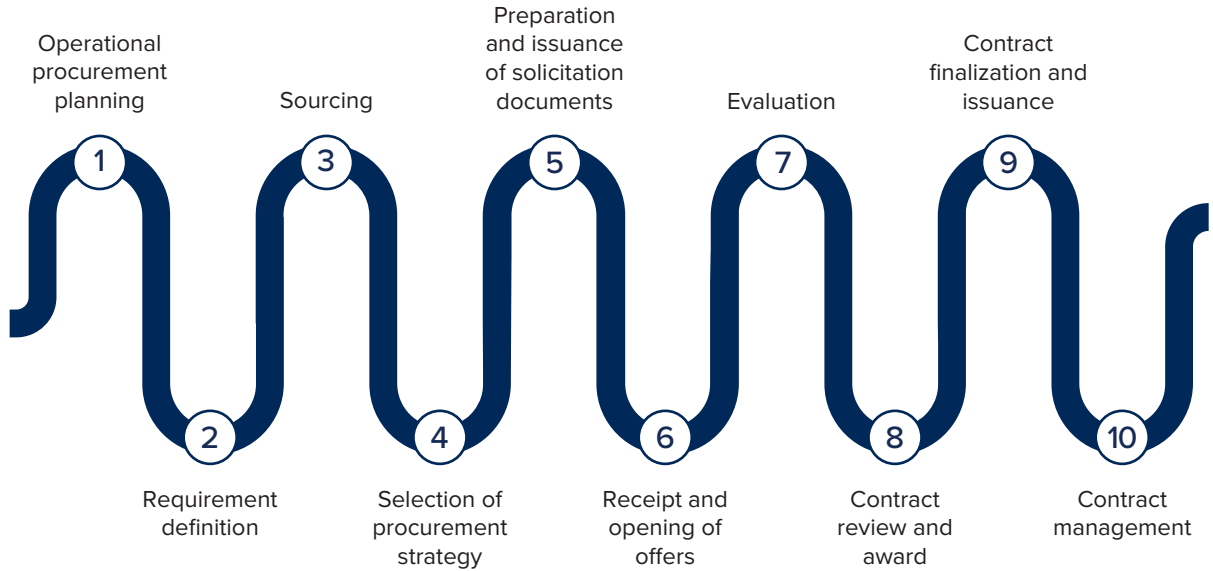 Operational
procurement
planning
1
Requirement
definition
2
Sourcing
3
Selection of
procurement
strategy
4
Preparation
and issuance
of solicitation
documents
5
Receipt and
opening of
offers
6
Evaluation
7
Contract
review and
award
8
Contract
finalization and
issuance
9
Contract
management
10